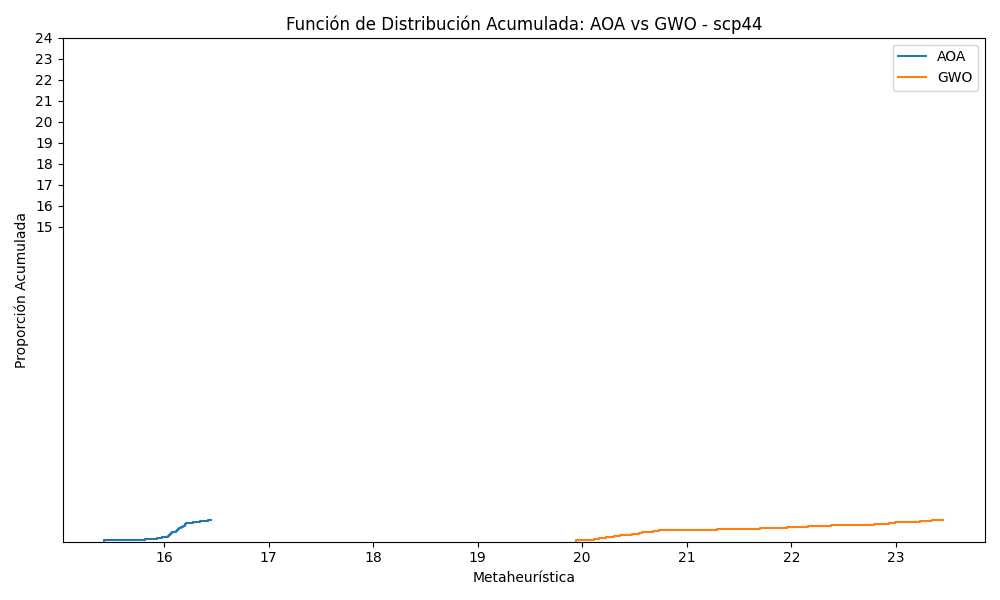 Función de Distribución Acumulada: AOA vs GWO - scp44
AOA
GWO
24
23
22
21
20
19
18
17
16
15
Proporción Acumulada
16 17 18 19 20 21 22 23
Metaheurística